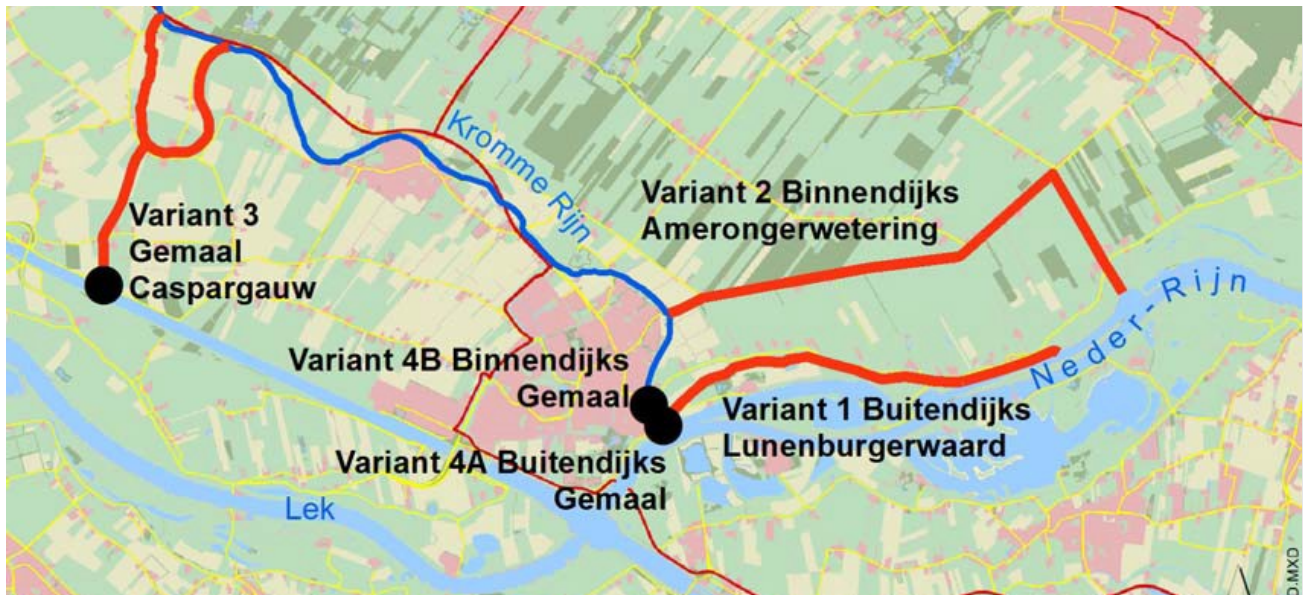 Kromme Rijn
Variant 2 Binnendijks
Amerongerwetering
Variant 3
Gemaal
Caspargauw
Neder-Rijn
Variant 4B Binnendijks
Gemaal
Variant 1 Buitendijks
Lunenburgerwaard
Variant 4A Buitendijks
Gemaal
Lek
D.MXD